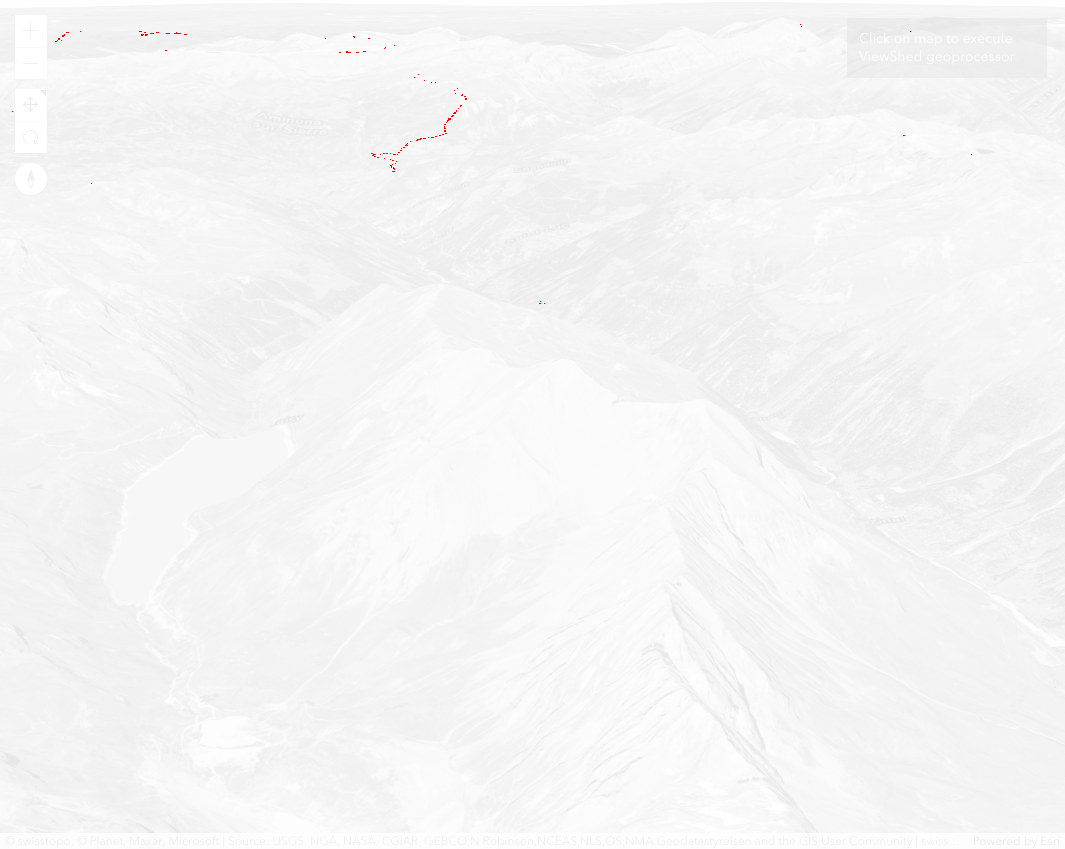 Click on map to execute
ViewShed geoprocessor
© swisstopo, © Planet, Maxar, Microsoft | Source: USGS, NGA, NASA, CGIAR, GEBCO,N Robinson,NCEAS,NLS,OS,NMA,Geodatastyrelsen and the GIS User Community | swiss...
Powered by Esri